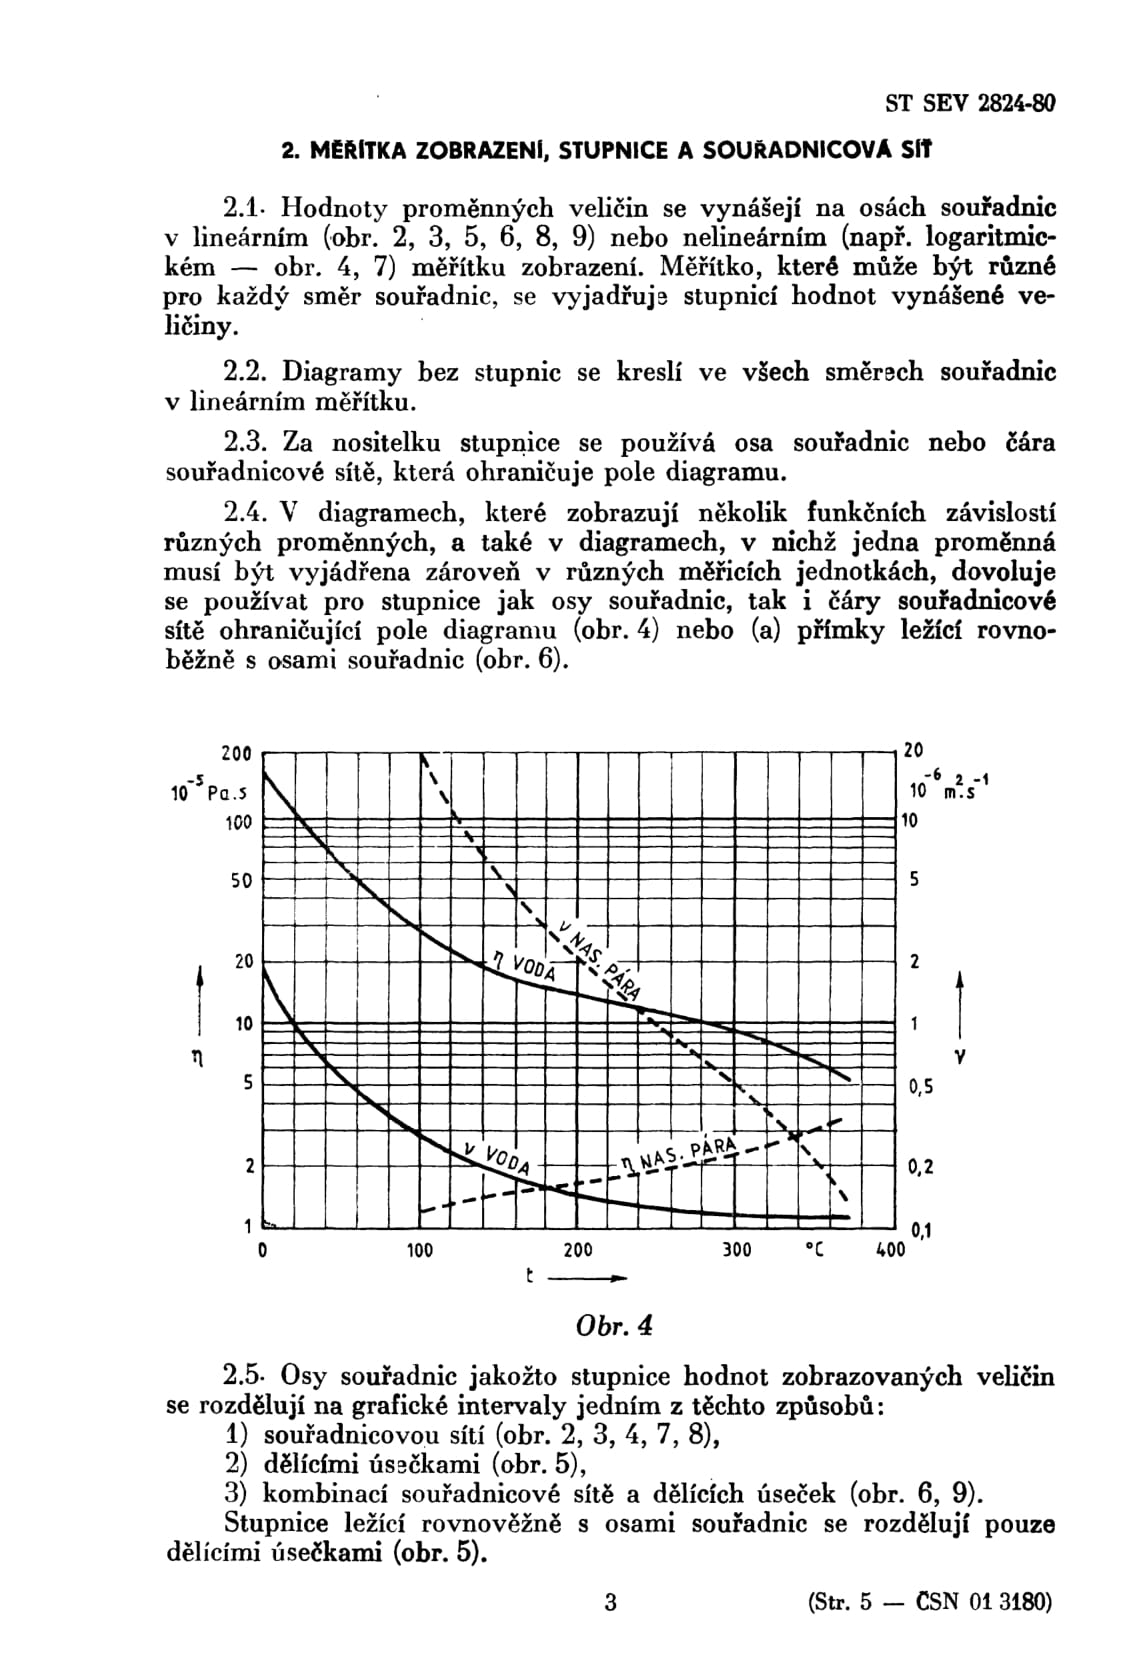 ST SEV 2824-80
2. MĚŘÍTKA ZOBRAZENÍ, STUPNICE A SOUŘADNICOVÁ SÍŤ
2.1. Hodnoty proměnných veličin se vynášejí na osách souřadnic
v lineárním (obr. 2, 3, 5, 6, 8, 9) nebo nelineárním (např. logaritmic-
kém — obr. 4, 7) měřítku zobrazení. Měřítko, které může být různé
pro každý směr souřadnic, se vyjadřuje stupnicí hodnot vynášené ve-
ličiny.
2.2. Diagramy bez stupnic se kreslí ve všech směrech souřadnic
v lineárním měřítku.
2.3. Za nositelku stupnice se používá osa souřadnic nebo čára
souřadnicové sítě, která ohraničuje pole diagramu.
2.4. V diagramech, které zobrazují několik funkčních závislostí
různých proměnných, a také v diagramech, v nichž jedna proměnná
musí být vyjádřena zároveň v různých měřicích jednotkách, dovoluje
se používat pro stupnice jak osy souřadnic, tak i čáry souřadnicové
sítě ohraničující pole diagramu (obr. 4) nebo (a) přímky ležící rovno-
běžně s osami souřadnic (obr. 6).
200 20
10⁻⁵ Pa.s 10⁻⁶ m².s⁻¹
100 10
50 5
ν NAS. PÁRA
20 η VODA 2
10 1
η ν
5 0,5
ν VODA η NAS. PÁRA
2 0,2
1 0,1
0 100 200 300 °C 400
t
Obr. 4
2.5. Osy souřadnic jakožto stupnice hodnot zobrazovaných veličin
se rozdělují na grafické intervaly jedním z těchto způsobů:
1) souřadnicovou sítí (obr. 2, 3, 4, 7, 8),
2) dělícími úsečkami (obr. 5),
3) kombinací souřadnicové sítě a dělících úseček (obr. 6, 9).
Stupnice ležící rovnověžně s osami souřadnic se rozdělují pouze
dělícími úsečkami (obr. 5).
3 (Str. 5 — ČSN 01 3180)